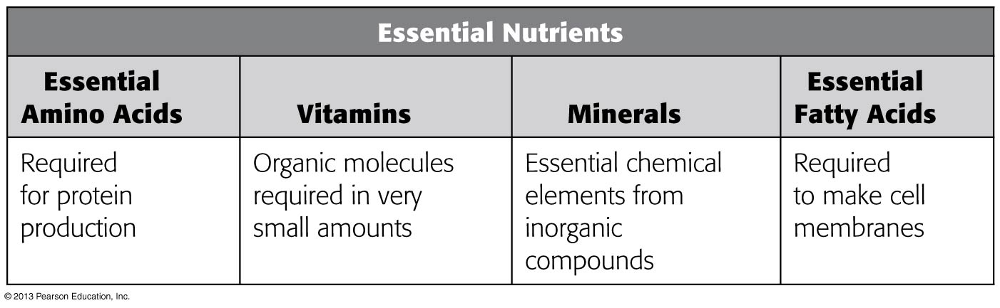 Essential Nutrients
Essential
Amino Acids
Vitamins
Minerals
Essential
Fatty Acids
Required
for protein
production
Organic molecules
required in very
small amounts
Essential chemical
elements from
inorganic
compounds
Required
to make cell
membranes
© 2013 Pearson Education, Inc.